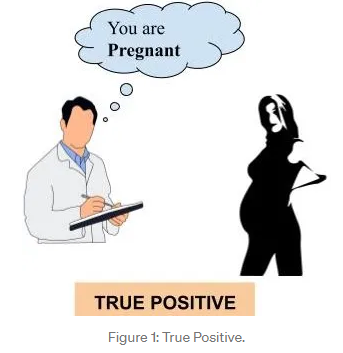 You are
Pregnant
TRUE POSITIVE
Figure 1: True Positive.